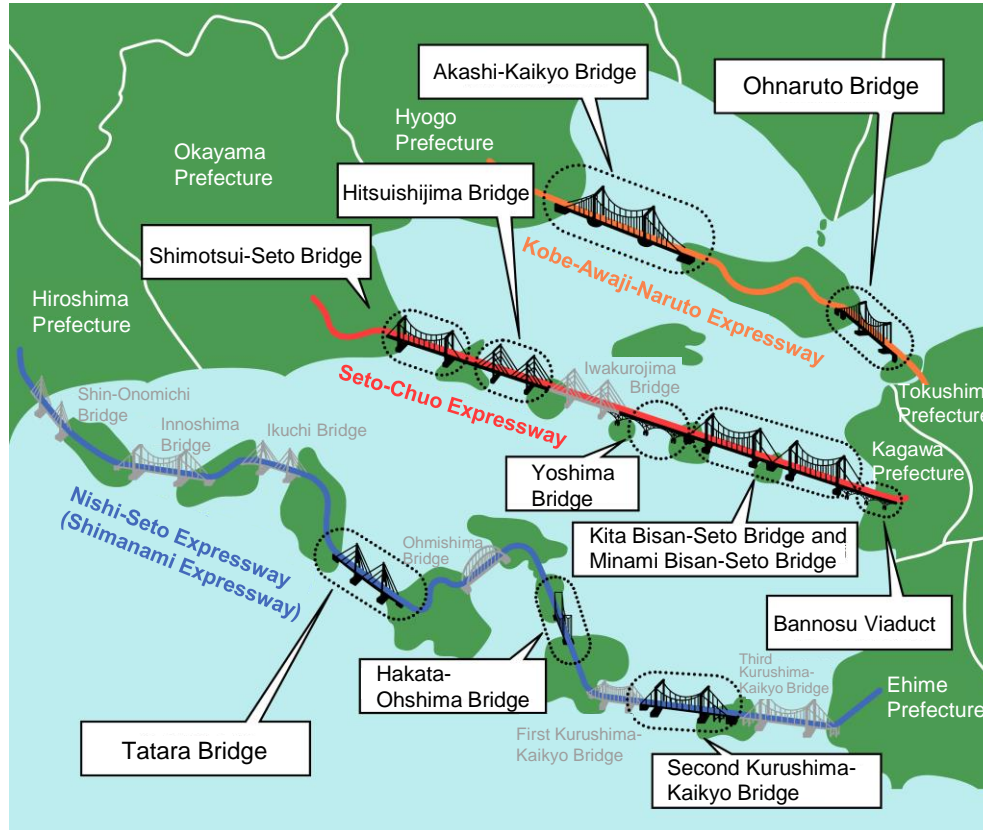 Akashi-Kaikyo Bridge
Ohnaruto Bridge
Hyogo
Prefecture
Okayama
Prefecture
Hitsuishijima Bridge
Shimotsui-Seto Bridge
Kobe-Awaji-Naruto Expressway
Hiroshima
Prefecture
Seto-Chuo Expressway
Iwakurojima
Bridge
Tokushim
Prefecture
Shin-Onomichi
Bridge
Innoshima
Bridge
Ikuchi Bridge
Kagawa
Prefecture
Yoshima
Bridge
Nishi-Seto Expressway
(Shimanami Expressway)
Kita Bisan-Seto Bridge and
Minami Bisan-Seto Bridge
Ohmishima
Bridge
Bannosu Viaduct
Hakata-
Ohshima Bridge
Third
Kurushima-
Kaikyo Bridge
Ehime
Prefecture
Tatara Bridge
First Kurushima-
Kaikyo Bridge
Second Kurushima-
Kaikyo Bridge